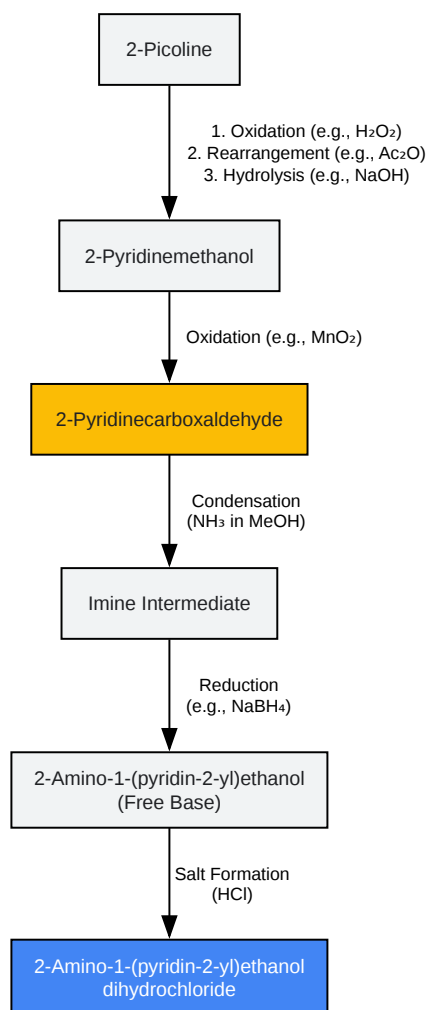 2-Picoline
1. Oxidation (e.g., H₂O₂)
2. Rearrangement (e.g., Ac₂O)
3. Hydrolysis (e.g., NaOH)
2-Pyridinemethanol
Oxidation (e.g., MnO₂)
2-Pyridinecarboxaldehyde
Condensation
(NH₃ in MeOH)
Imine Intermediate
Reduction
(e.g., NaBH₄)
2-Amino-1-(pyridin-2-yl)ethanol
(Free Base)
Salt Formation
(HCl)
2-Amino-1-(pyridin-2-yl)ethanol
dihydrochloride